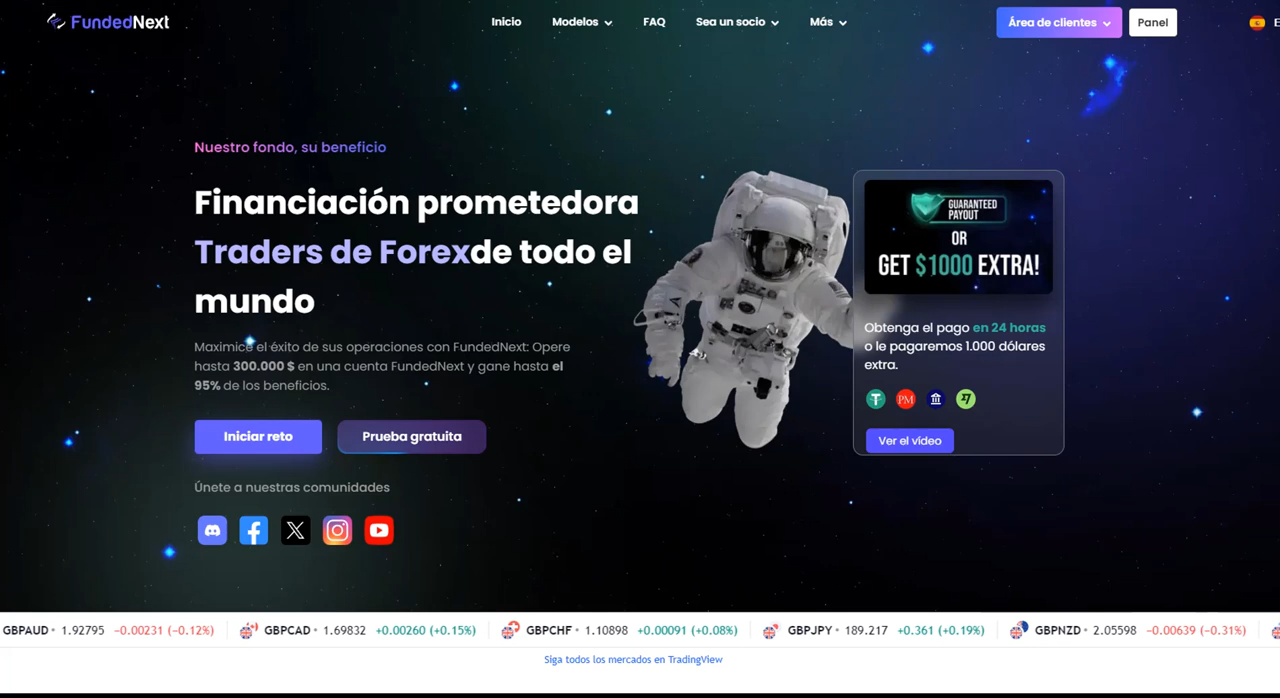 FundedNext
Inicio
Modelos
FAQ
Sea un socio
Más
Área de clientes
Panel
E
Nuestro fondo, su beneficio
Financiación prometedora
Traders de Forexde todo el
mundo
Maximice el éxito de sus operaciones con FundedNext: Opere
hasta 300.000 $ en una cuenta FundedNext y gane hasta el
95% de los beneficios.
Iniciar reto
Prueba gratuita
Únete a nuestras comunidades
GUARANTEED
PAYOUT
OR
GET $1000 EXTRA!
Obtenga el pago en 24 horas
o le pagaremos 1.000 dólares
extra.
PM
Ver el vídeo
GBPAUD • 1.92795 −0.00231 (−0.12%)
GBPCAD • 1.69832 +0.00260 (+0.15%)
GBPCHF • 1.10898 +0.00091 (+0.08%)
GBPJPY • 189.217 +0.361 (+0.19%)
GBPNZD • 2.05598 −0.00639 (−0.31%)
Siga todos los mercados en TradingView